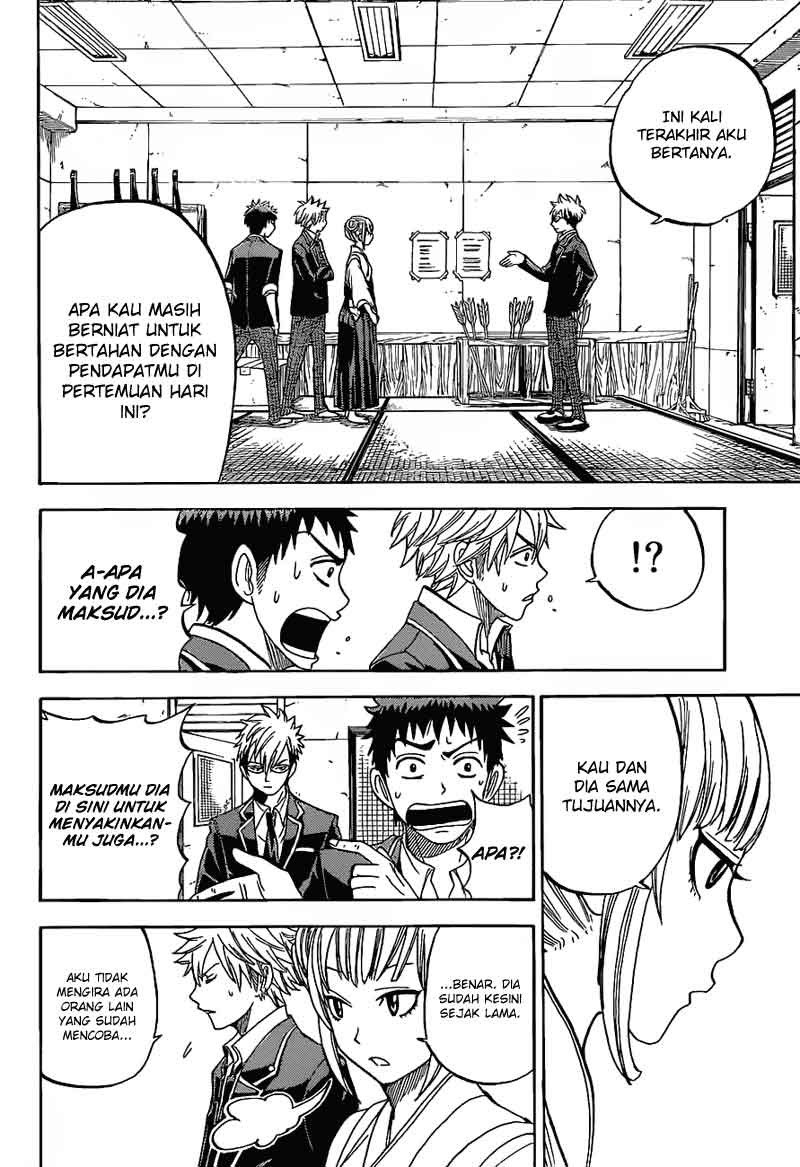 INI KALI
TERAKHIR AKU
BERTANYA.
APA KAU MASIH
BERNIAT UNTUK
BERTAHAN DENGAN
PENDAPATMU DI
PERTEMUAN HARI
INI?
!?
A-APA
YANG DIA
MAKSUD...?
KAU DAN
DIA SAMA
TUJUANNYA.
APA?!
MAKSUDMU DIA
DI SINI UNTUK
MENYAKINKAN-
MU JUGA...?
...BENAR. DIA
SUDAH KESINI
SEJAK LAMA.
AKU TIDAK
MENGIRA ADA
ORANG LAIN
YANG SUDAH
MENCOBA...